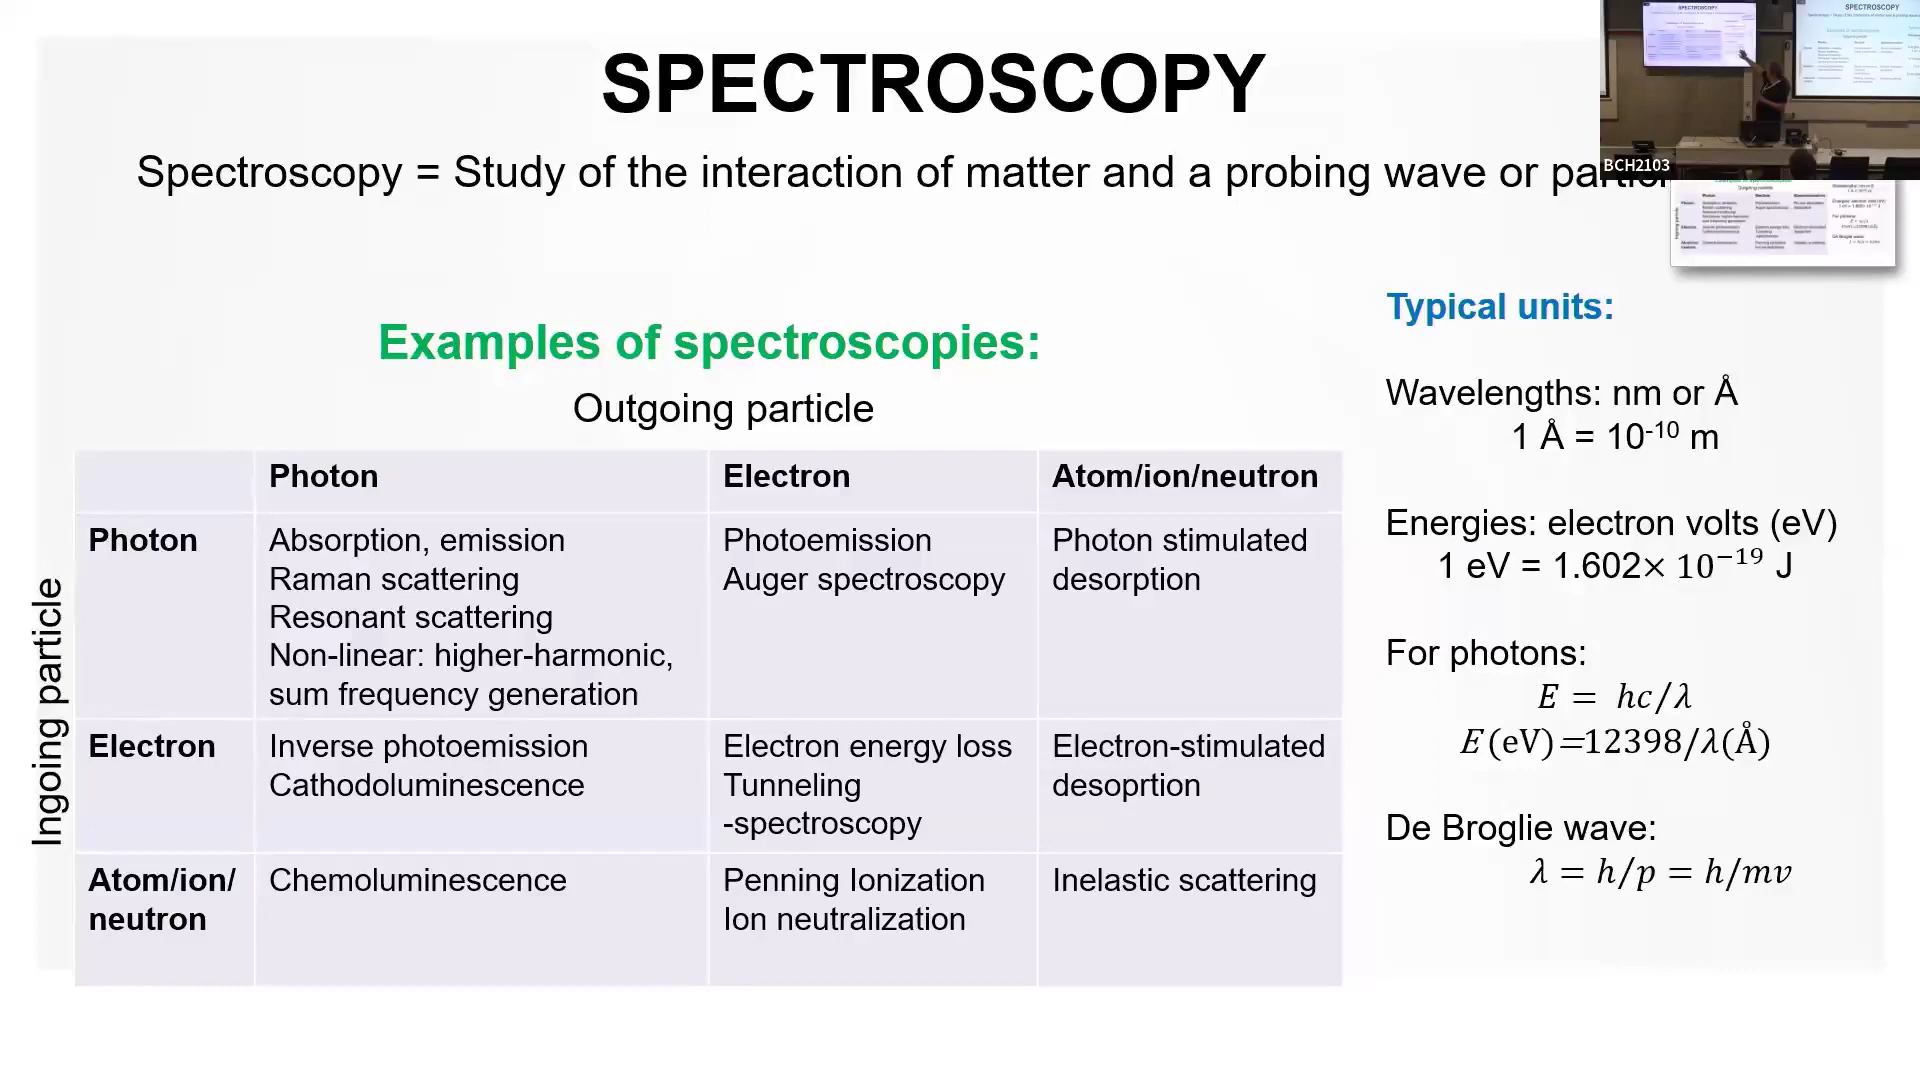 SPECTROSCOPY
Spectroscopy = Study of the interaction of matter and a probing wave or
BCH2103
SPECTROSCOPY
SPECTROSCOPY
Examples of spectroscopies:
Outgoing particle
Ingoing particle
Photon Electron Atom/ion/neutron
Photon
Absorption, emission
Raman scattering
Resonant scattering
Non-linear: higher-harmonic,
sum frequency generation
Photoemission
Auger spectroscopy
Photon stimulated
desorption
Electron
Inverse photoemission
Cathodoluminescence
Electron energy loss
Tunneling
-spectroscopy
Electron-stimulated
desoprtion
Atom/ion/
neutron
Chemoluminescence
Penning Ionization
Ion neutralization
Inelastic scattering
Typical units:
Wavelengths: nm or Å
1 Å = 10⁻¹⁰ m
Energies: electron volts (eV)
1 eV = 1.602× 10⁻¹⁹ J
For photons:
E = hc/λ
E(eV)=12398/λ(Å)
De Broglie wave:
λ = h/p = h/mv